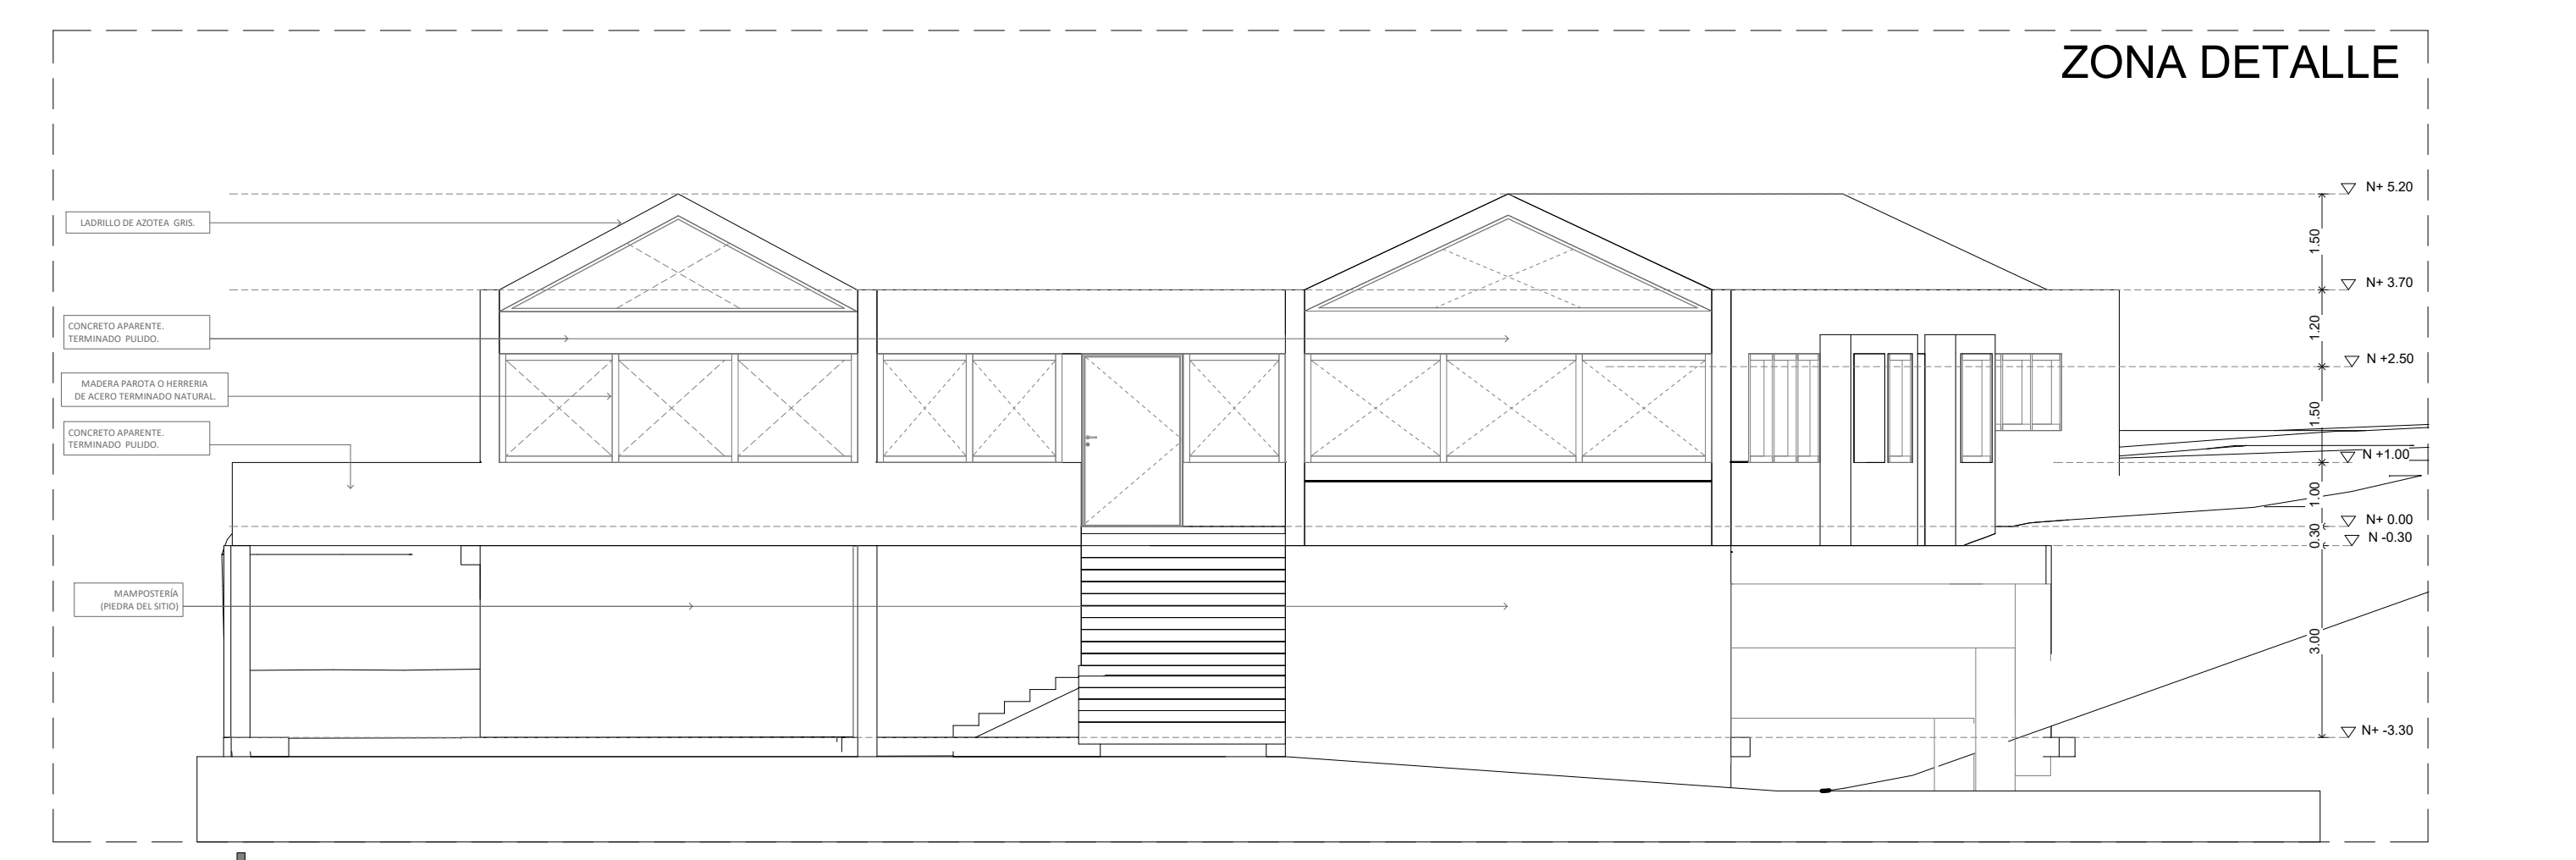 ZONA DETALLE
N+ 5.20
LADRILLO DE AZOTEA GRIS.
1.50
N+ 3.70
CONCRETO APARENTE.
TERMINADO PULIDO.
1.20
N +2.50
MADERA PAROTA O HERRERIA
DE ACERO TERMINADO NATURAL.
1.50
CONCRETO APARENTE.
TERMINADO PULIDO.
N +1.00
1.00
N+ 0.00
0.30
N -0.30
MAMPOSTERÍA
(PIEDRA DEL SITIO)
3.00
N+ -3.30